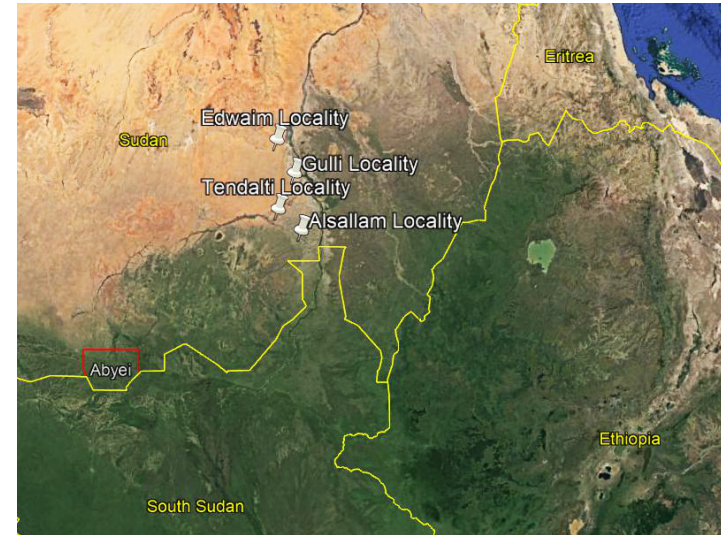 Eritrea
Edwaim Locality
Sudan
Gulli Locality
Tendalti Locality
Alsallam Locality
Abyei
Ethiopia
South Sudan